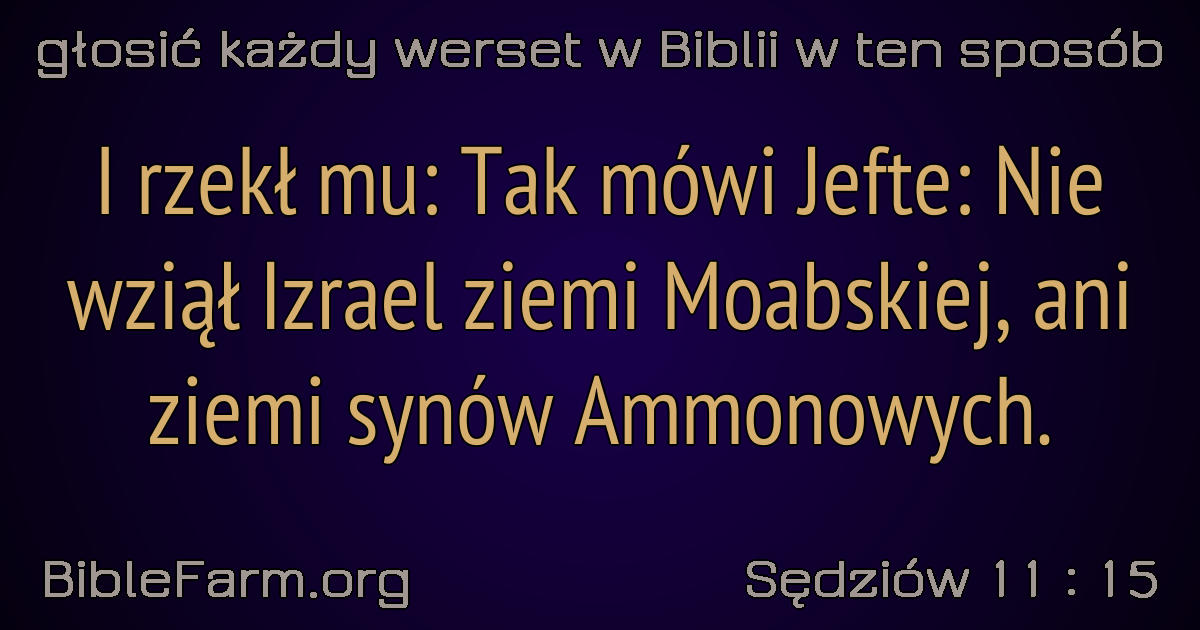 głosić każdy werset w Biblii w ten sposób
I rzekł mu: Tak mówi Jefte: Nie
wziął Izrael ziemi Moabskiej, ani
ziemi synów Ammonowych.
BibleFarm.org
Sędziów 11 : 15